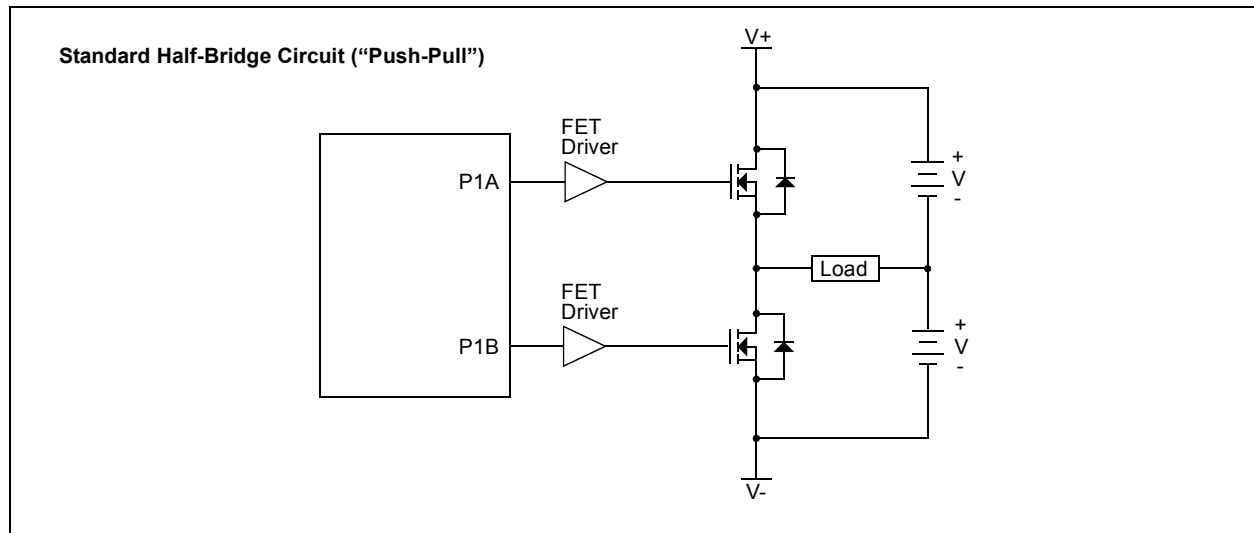 Standard Half-Bridge Circuit (“Push-Pull”)
V+
FET
Driver
P1A
+
V
-
Load
FET
Driver
P1B
+
V
-
V-